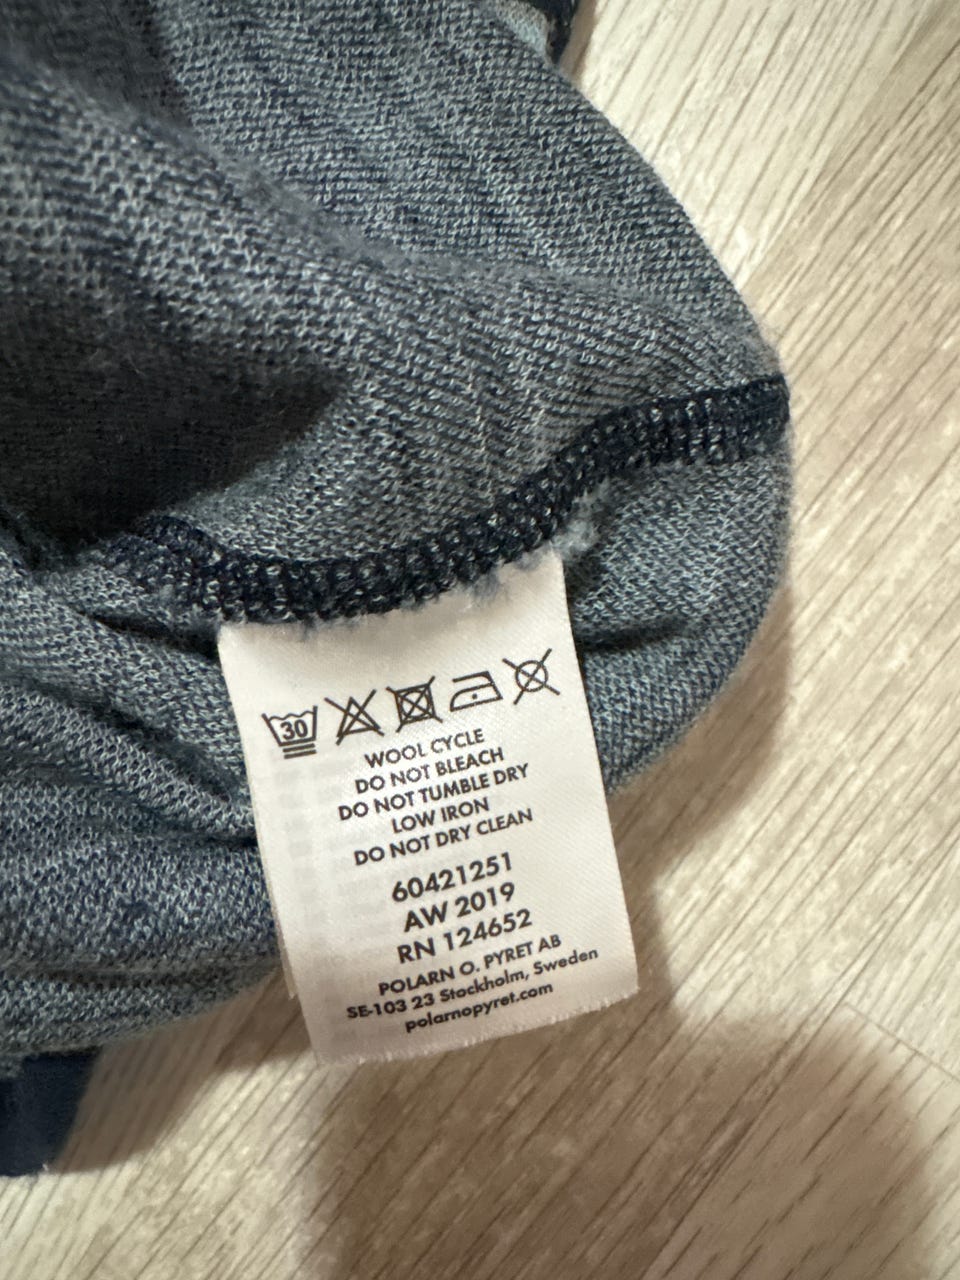 30
WOOL CYCLE
DO NOT BLEACH
DO NOT TUMBLE DRY
LOW IRON
DO NOT DRY CLEAN
60421251
AW 2019
RN 124652
POLARN O. PYRET AB
SE-103 23 Stockholm, Sweden
polarnopyret.com